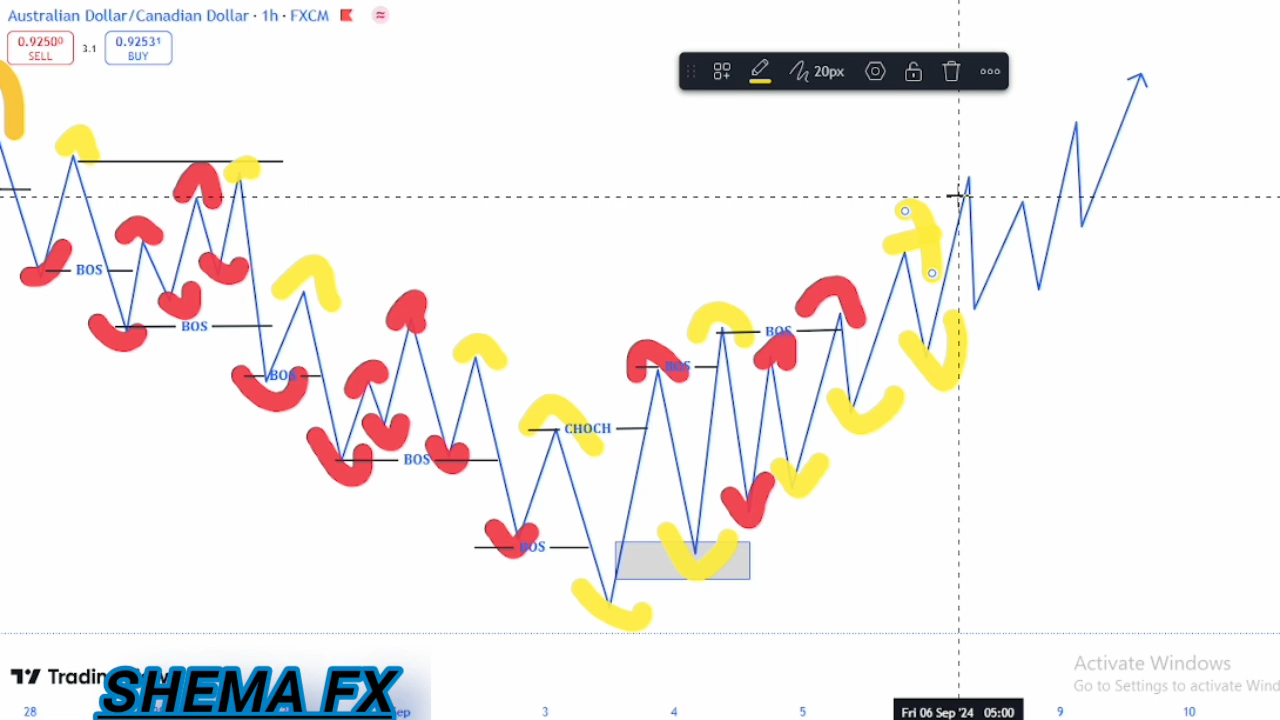 Australian Dollar/Canadian Dollar · 1h · FXCM
0.9250⁰ SELL 3.1 0.9253¹ BUY
20px
BOS
BOS
BOS
BOS
BOS
CHOCH
BOS
BOS
Activate Windows
Go to Settings to activate Wind
SHEMA FX
28
3
4
5
Fri 06 Sep '24 05:00
9
10